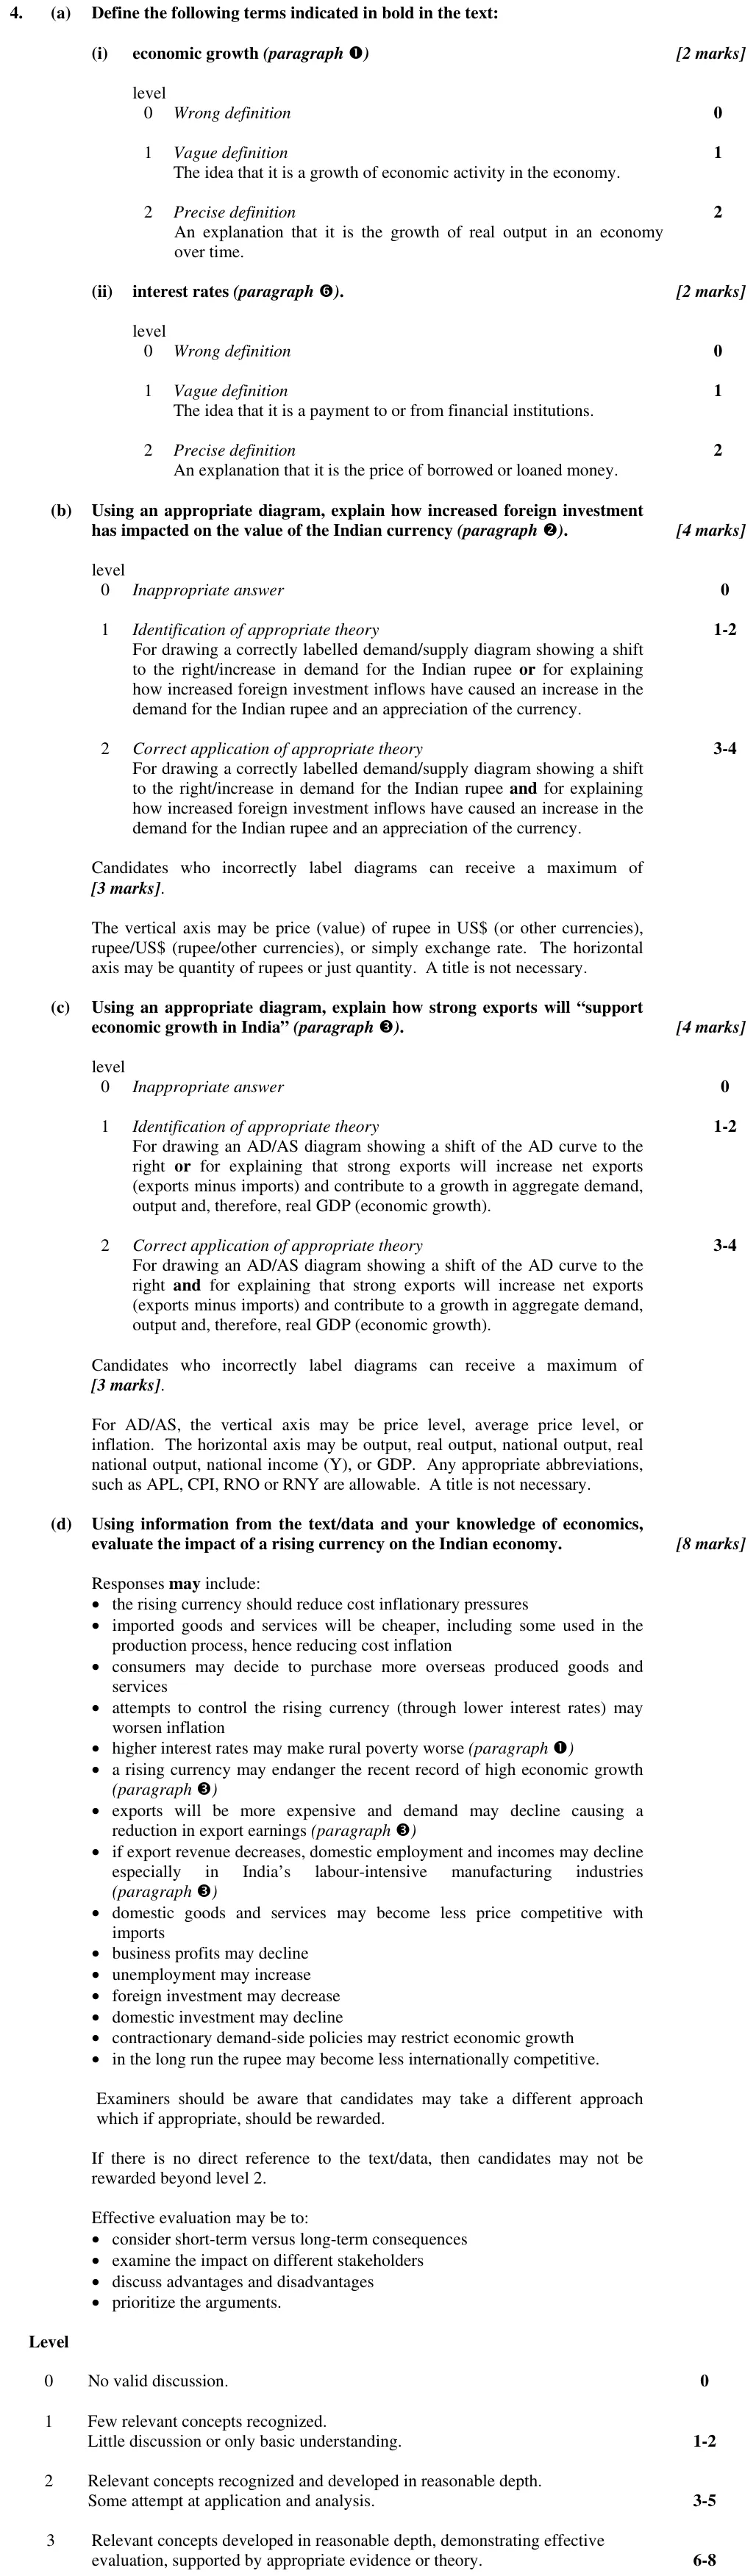 4. (a) Define the following terms indicated in bold in the text:
(i) economic growth (paragraph ❶) [2 marks]
level
0 Wrong definition 0
1 Vague definition 1
The idea that it is a growth of economic activity in the economy.
2 Precise definition 2
An explanation that it is the growth of real output in an economy
over time.
(ii) interest rates (paragraph ❻). [2 marks]
level
0 Wrong definition 0
1 Vague definition 1
The idea that it is a payment to or from financial institutions.
2 Precise definition 2
An explanation that it is the price of borrowed or loaned money.
(b) Using an appropriate diagram, explain how increased foreign investment
has impacted on the value of the Indian currency (paragraph ❷). [4 marks]
level
0 Inappropriate answer 0
1 Identification of appropriate theory 1-2
For drawing a correctly labelled demand/supply diagram showing a shift
to the right/increase in demand for the Indian rupee or for explaining
how increased foreign investment inflows have caused an increase in the
demand for the Indian rupee and an appreciation of the currency.
2 Correct application of appropriate theory 3-4
For drawing a correctly labelled demand/supply diagram showing a shift
to the right/increase in demand for the Indian rupee and for explaining
how increased foreign investment inflows have caused an increase in the
demand for the Indian rupee and an appreciation of the currency.
Candidates who incorrectly label diagrams can receive a maximum of
[3 marks].
The vertical axis may be price (value) of rupee in US$ (or other currencies),
rupee/US$ (rupee/other currencies), or simply exchange rate. The horizontal
axis may be quantity of rupees or just quantity. A title is not necessary.
(c) Using an appropriate diagram, explain how strong exports will “support
economic growth in India” (paragraph ❸). [4 marks]
level
0 Inappropriate answer 0
1 Identification of appropriate theory 1-2
For drawing an AD/AS diagram showing a shift of the AD curve to the
right or for explaining that strong exports will increase net exports
(exports minus imports) and contribute to a growth in aggregate demand,
output and, therefore, real GDP (economic growth).
2 Correct application of appropriate theory 3-4
For drawing an AD/AS diagram showing a shift of the AD curve to the
right and for explaining that strong exports will increase net exports
(exports minus imports) and contribute to a growth in aggregate demand,
output and, therefore, real GDP (economic growth).
Candidates who incorrectly label diagrams can receive a maximum of
[3 marks].
For AD/AS, the vertical axis may be price level, average price level, or
inflation. The horizontal axis may be output, real output, national output, real
national output, national income (Y), or GDP. Any appropriate abbreviations,
such as APL, CPI, RNO or RNY are allowable. A title is not necessary.
(d) Using information from the text/data and your knowledge of economics,
evaluate the impact of a rising currency on the Indian economy. [8 marks]
Responses may include:
• the rising currency should reduce cost inflationary pressures
• imported goods and services will be cheaper, including some used in the
production process, hence reducing cost inflation
• consumers may decide to purchase more overseas produced goods and
services
• attempts to control the rising currency (through lower interest rates) may
worsen inflation
• higher interest rates may make rural poverty worse (paragraph ❶)
• a rising currency may endanger the recent record of high economic growth
(paragraph ❸)
• exports will be more expensive and demand may decline causing a
reduction in export earnings (paragraph ❸)
• if export revenue decreases, domestic employment and incomes may decline
especially in India’s labour-intensive manufacturing industries
(paragraph ❸)
• domestic goods and services may become less price competitive with
imports
• business profits may decline
• unemployment may increase
• foreign investment may decrease
• domestic investment may decline
• contractionary demand-side policies may restrict economic growth
• in the long run the rupee may become less internationally competitive.
Examiners should be aware that candidates may take a different approach
which if appropriate, should be rewarded.
If there is no direct reference to the text/data, then candidates may not be
rewarded beyond level 2.
Effective evaluation may be to:
• consider short-term versus long-term consequences
• examine the impact on different stakeholders
• discuss advantages and disadvantages
• prioritize the arguments.
Level
0 No valid discussion. 0
1 Few relevant concepts recognized.
Little discussion or only basic understanding. 1-2
2 Relevant concepts recognized and developed in reasonable depth.
Some attempt at application and analysis. 3-5
3 Relevant concepts developed in reasonable depth, demonstrating effective
evaluation, supported by appropriate evidence or theory. 6-8